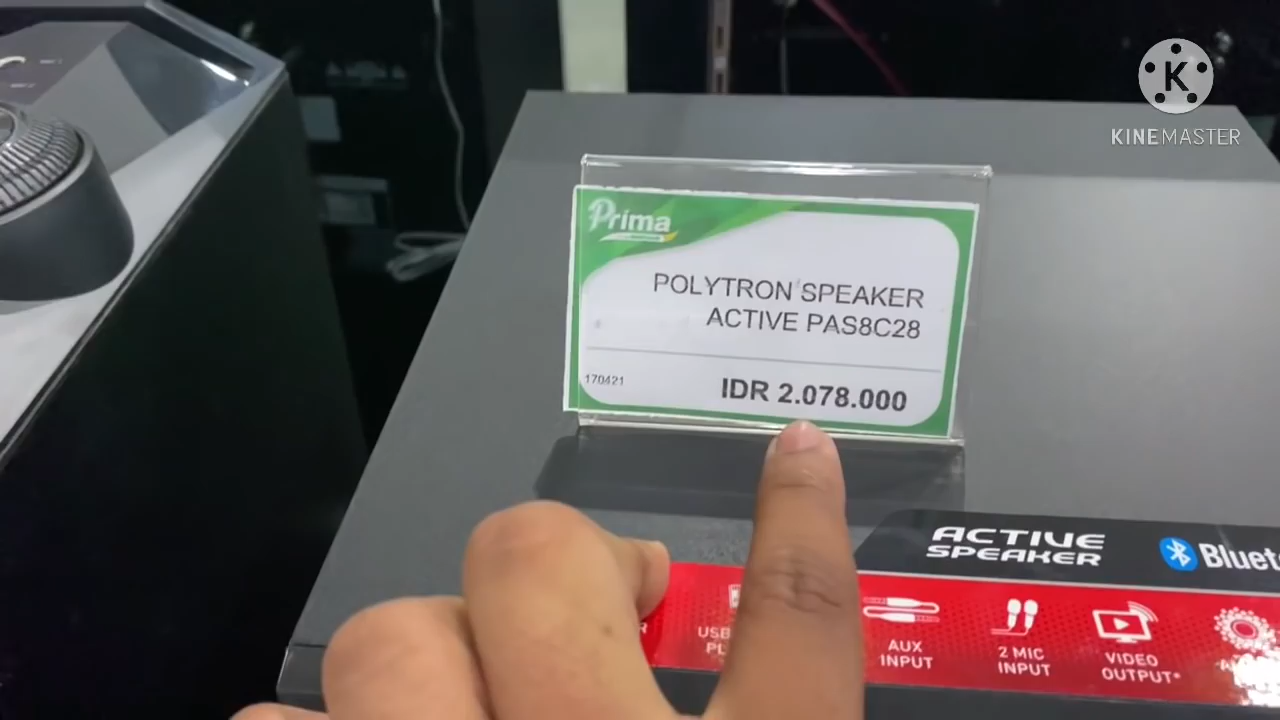 K
KINEMASTER
Prima
POLYTRON SPEAKER
ACTIVE PAS8C28
170421
IDR 2.078.000
ACTIVE
SPEAKER
USB
AUX
INPUT
2 MIC
INPUT
VIDEO
OUTPUT*